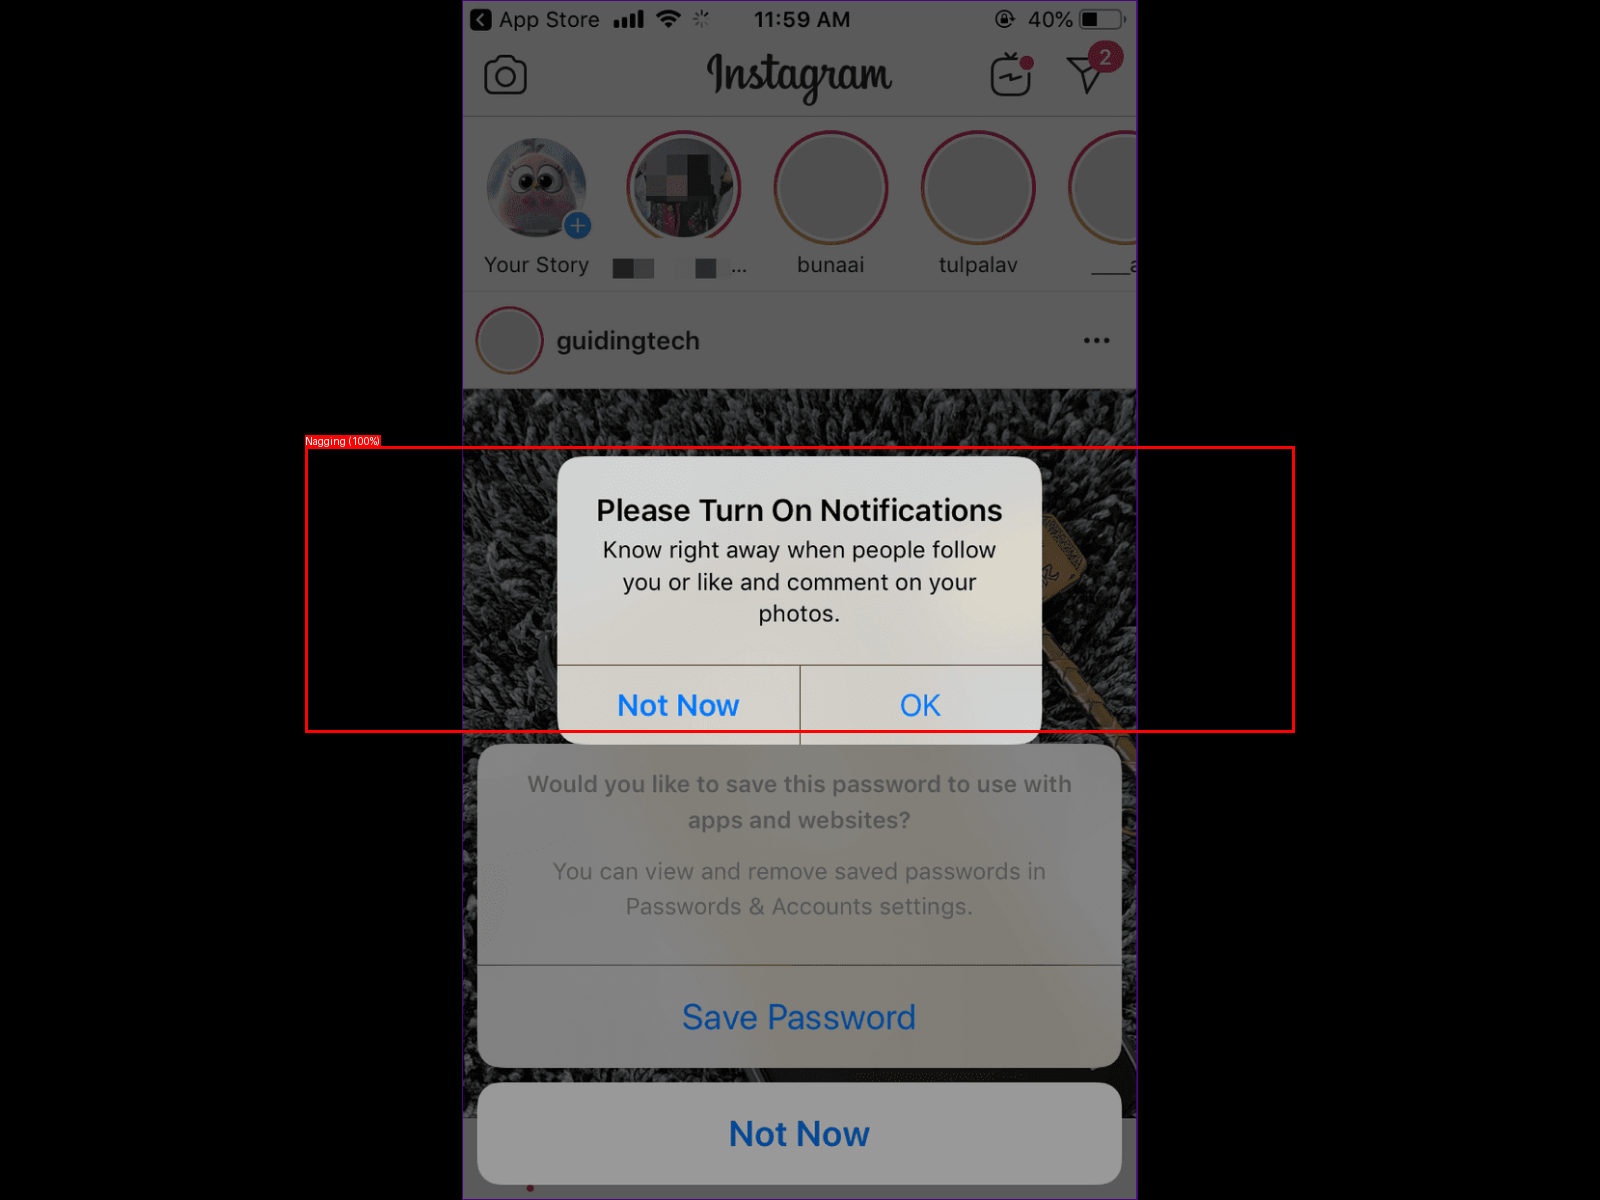 App Store
11:59 AM
40%
Instagram
2
Your Story
...
bunaai
tulpalav
____a
guidingtech
Nagging (100%)
Please Turn On Notifications
Know right away when people follow
you or like and comment on your
photos.
Not Now
OK
Would you like to save this password to use with
apps and websites?
You can view and remove saved passwords in
Passwords & Accounts settings.
Save Password
Not Now